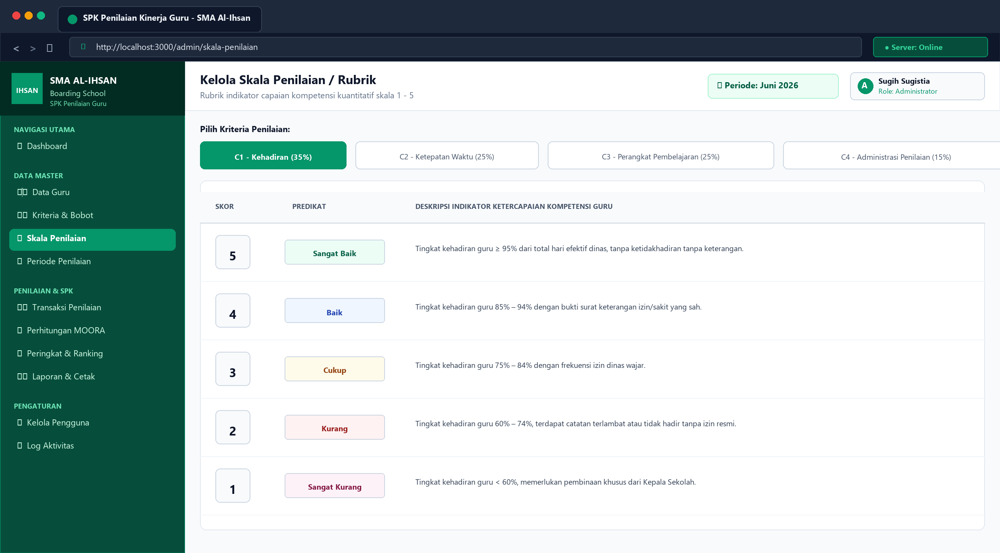 SPK Penilaian Kinerja Guru - SMA Al-Ihsan
< >
http://localhost:3000/admin/skala-penilaian
● Server: Online
IHSAN
SMA AL-IHSAN
Boarding School
SPK Penilaian Guru
NAVIGASI UTAMA
Dashboard
DATA MASTER
Data Guru
Kriteria & Bobot
Skala Penilaian
Periode Penilaian
PENILAIAN & SPK
Transaksi Penilaian
Perhitungan MOORA
Peringkat & Ranking
Laporan & Cetak
PENGATURAN
Kelola Pengguna
Log Aktivitas
Kelola Skala Penilaian / Rubrik
Rubrik indikator capaian kompetensi kuantitatif skala 1 - 5
Periode: Juni 2026
A
Sugih Sugistia
Role: Administrator
Pilih Kriteria Penilaian:
C1 - Kehadiran (35%)
C2 - Ketepatan Waktu (25%)
C3 - Perangkat Pembelajaran (25%)
C4 - Administrasi Penilaian (15%)
SKOR PREDIKAT DESKRIPSI INDIKATOR KETERCAPAIAN KOMPETENSI GURU
5 Sangat Baik Tingkat kehadiran guru ≥ 95% dari total hari efektif dinas, tanpa ketidakhadiran tanpa keterangan.
4 Baik Tingkat kehadiran guru 85% – 94% dengan bukti surat keterangan izin/sakit yang sah.
3 Cukup Tingkat kehadiran guru 75% – 84% dengan frekuensi izin dinas wajar.
2 Kurang Tingkat kehadiran guru 60% – 74%, terdapat catatan terlambat atau tidak hadir tanpa izin resmi.
1 Sangat Kurang Tingkat kehadiran guru < 60%, memerlukan pembinaan khusus dari Kepala Sekolah.